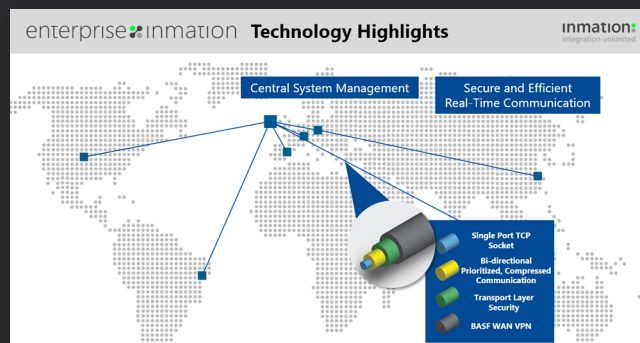 enterprise inmation Technology Highlights
inmation
integration unlimited
Central System Management
Secure and Efficient
Real-Time Communication
Single Port TCP
Socket
Bi-directional
Prioritized, Compressed
Communication
Transport Layer
Security
BASF WAN VPN